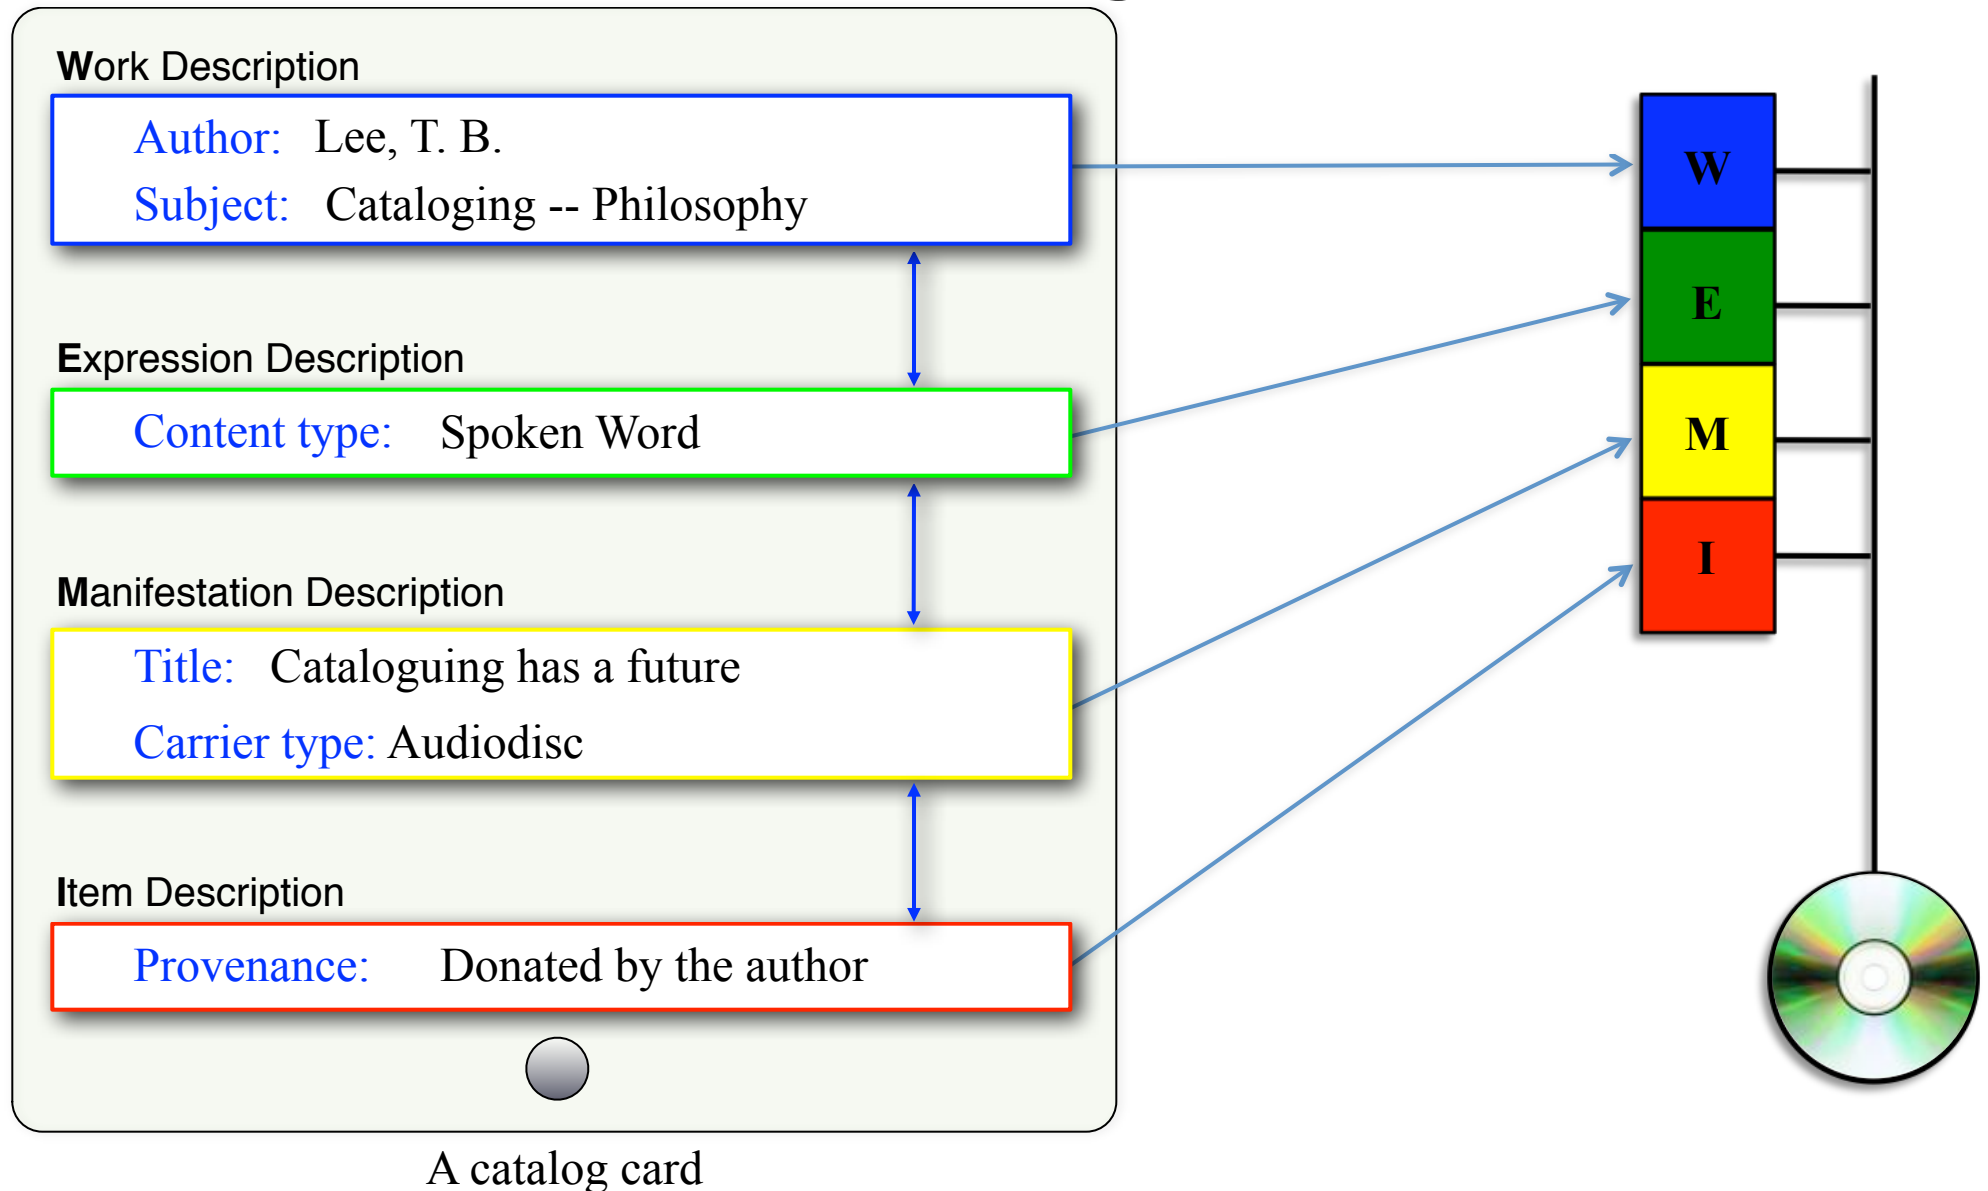 Work Description
Author: Lee, T. B.
Subject: Cataloging -- Philosophy
Expression Description
Content type: Spoken Word
Manifestation Description
Title: Cataloguing has a future
Carrier type: Audiodisc
Item Description
Provenance: Donated by the author
A catalog card
W
E
M
I